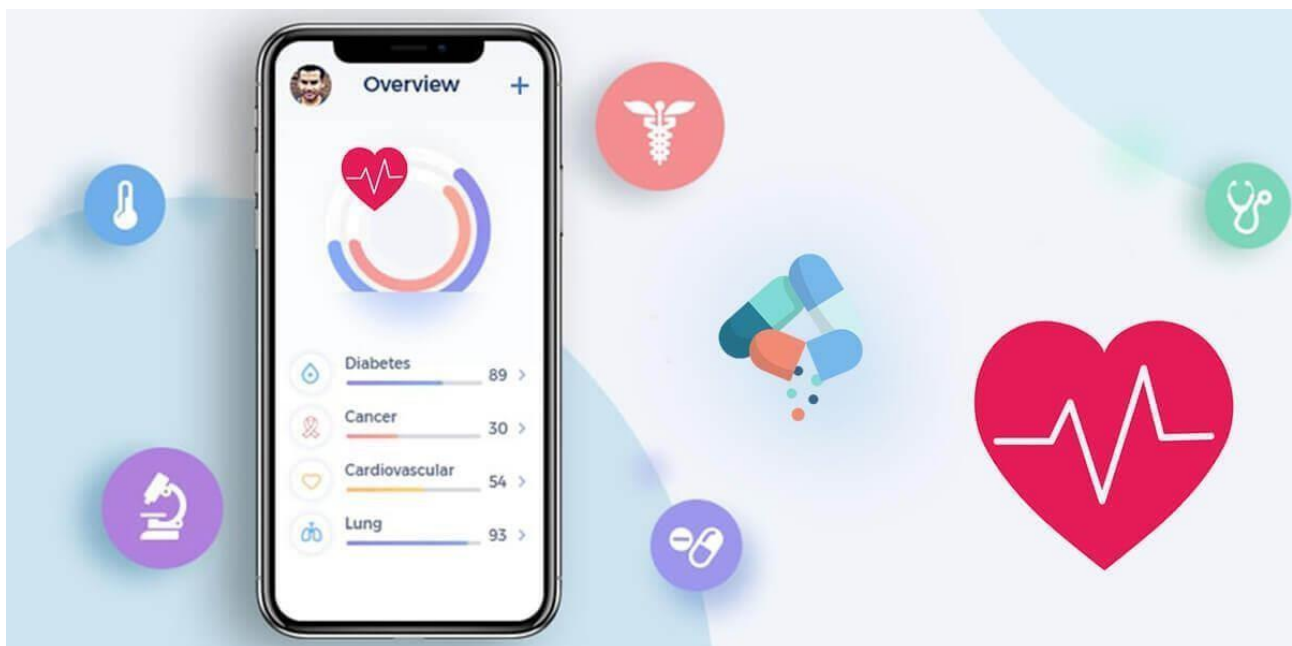 Overview +
Diabetes
89 >
Cancer
30 >
Cardiovascular
54 >
Lung
93 >